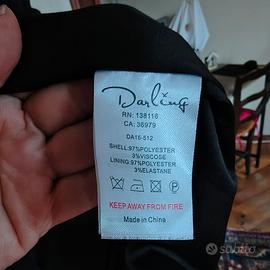 Darling
RN: 138116
CA: 36979
DA15-512
SHELL:97%POLYESTER
3%VISCOSE
LINING:97%POLYESTER
3%ELASTANE
KEEP AWAY FROM FIRE
Made in China
subito